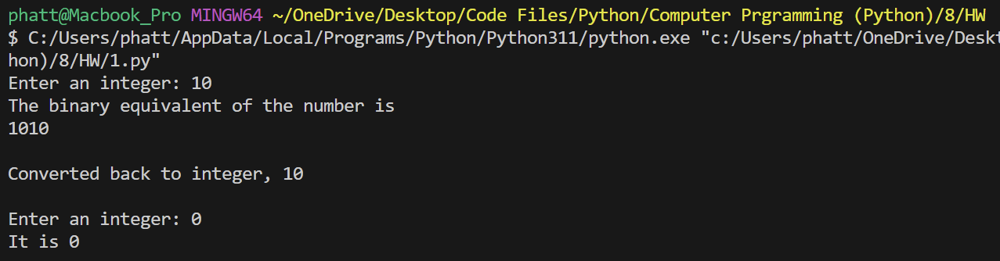 phatt@Macbook_Pro MINGW64 ~/OneDrive/Desktop/Code Files/Python/Computer Prgramming (Python)/8/HW
$ C:/Users/phatt/AppData/Local/Programs/Python/Python311/python.exe "c:/Users/phatt/OneDrive/Deskt
hon)/8/HW/1.py"
Enter an integer: 10
The binary equivalent of the number is
1010
Converted back to integer, 10
Enter an integer: 0
It is 0